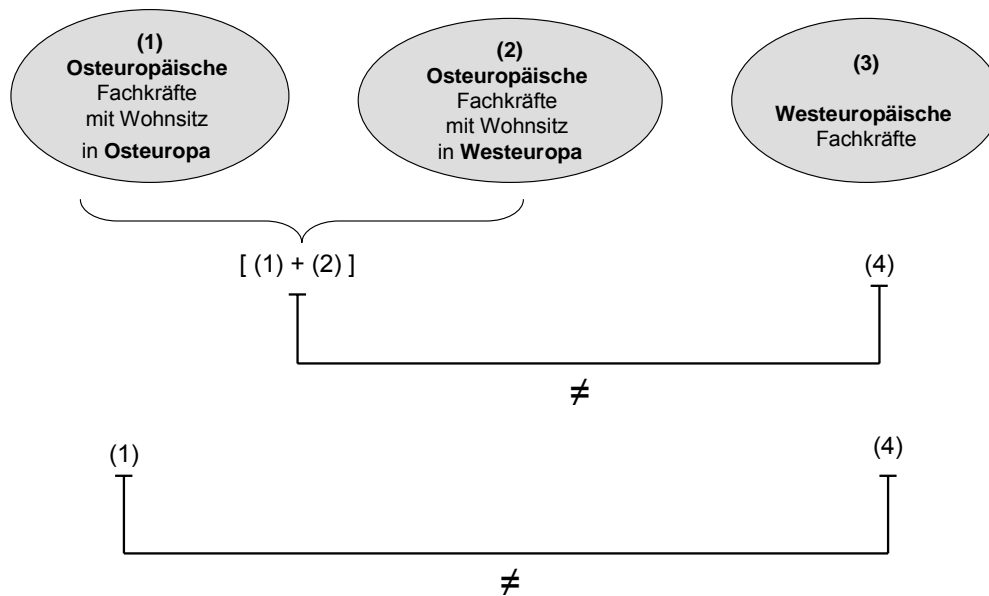 (1)
Osteuropäische
Fachkräfte
mit Wohnsitz
in Osteuropa
(2)
Osteuropäische
Fachkräfte
mit Wohnsitz
in Westeuropa
(3)
Westeuropäische
Fachkräfte
[ (1) + (2) ]
(4)
≠
(1)
(4)
≠